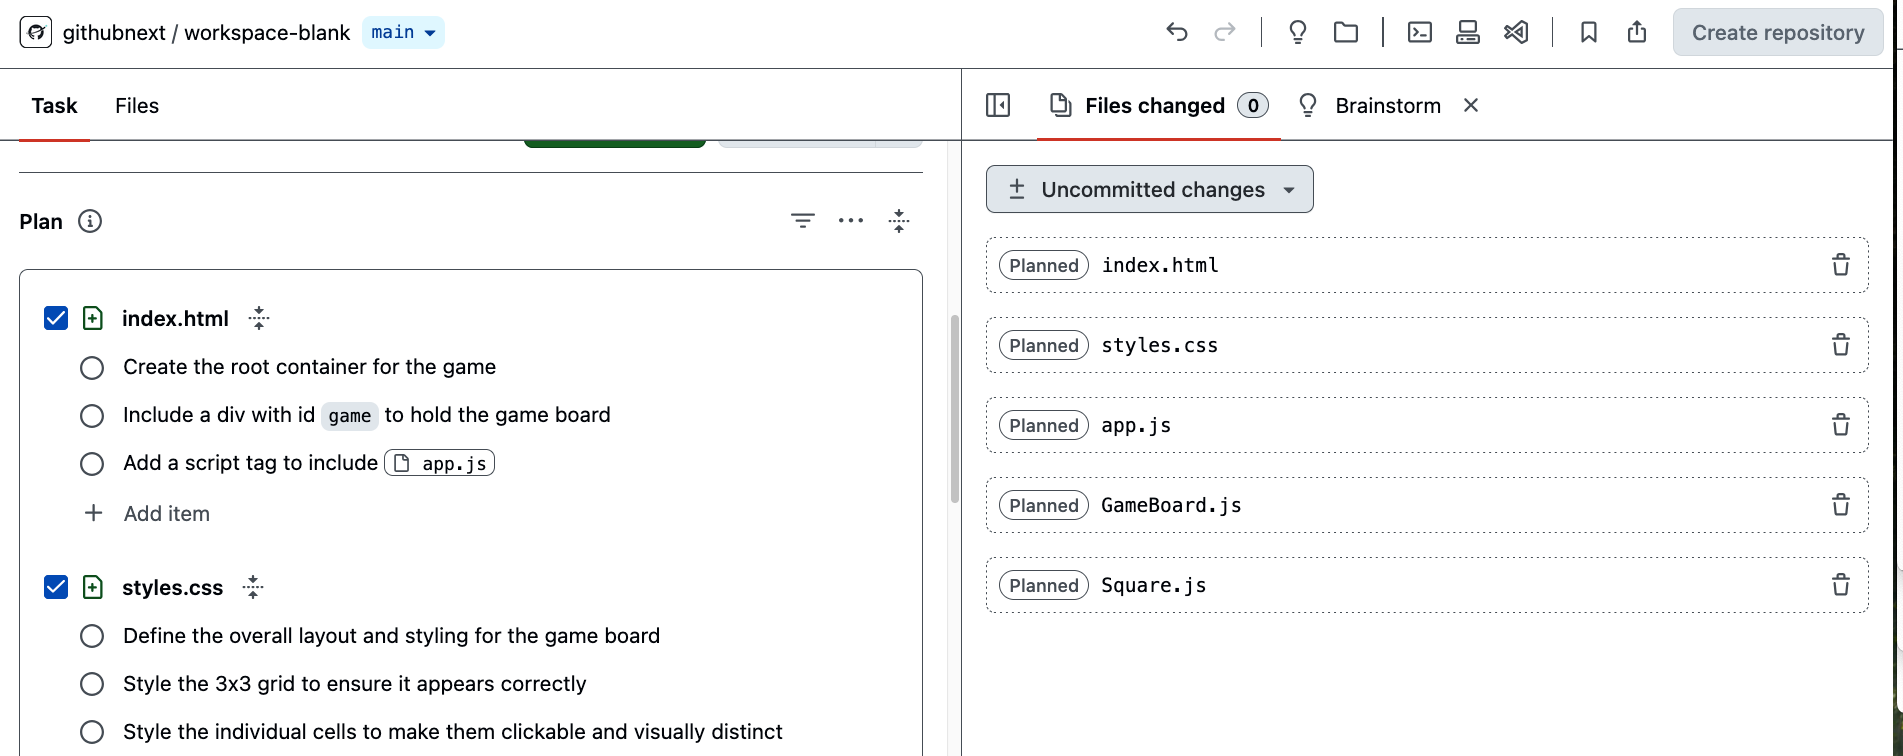 githubnext / workspace-blank main
Create repository
Task Files
Files changed 0 Brainstorm
Plan
index.html
Create the root container for the game
Include a div with id game to hold the game board
Add a script tag to include app.js
Add item
styles.css
Define the overall layout and styling for the game board
Style the 3x3 grid to ensure it appears correctly
Style the individual cells to make them clickable and visually distinct
Uncommitted changes
Planned index.html
Planned styles.css
Planned app.js
Planned GameBoard.js
Planned Square.js